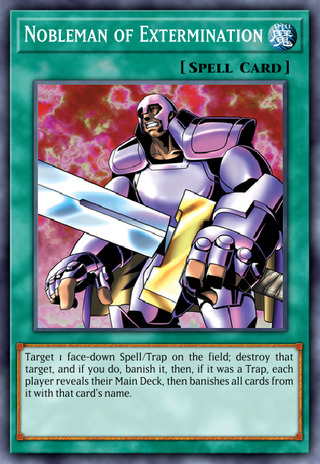 Nobleman of Extermination 魔
[Spell Card]
Target 1 face-down Spell/Trap on the field; destroy that
target, and if you do, banish it, then, if it was a Trap, each
player reveals their Main Deck, then banishes all cards from
it with that card's name.